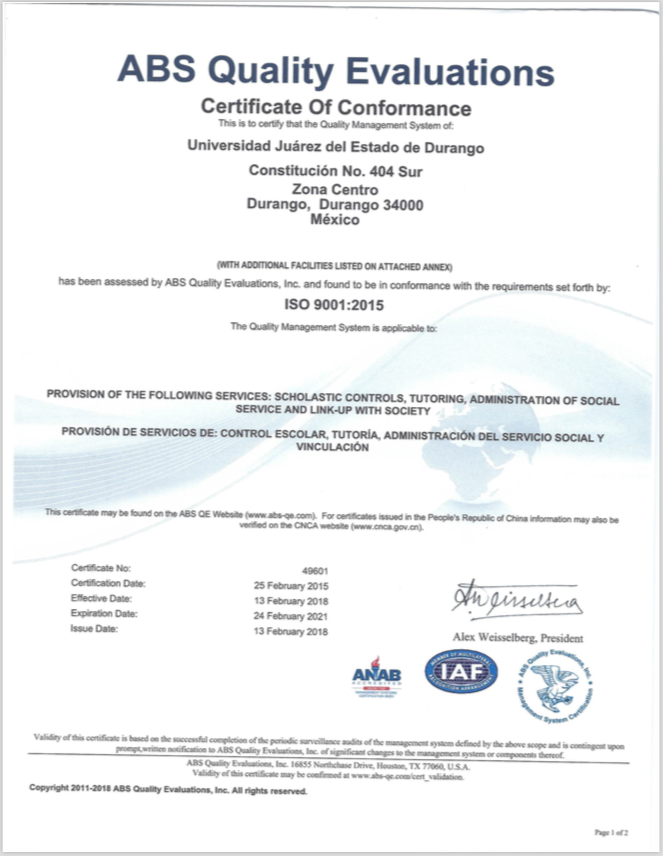 ABS Quality Evaluations
Certificate Of Conformance
This is to certify that the Quality Management System of:
Universidad Juárez del Estado de Durango
Constitución No. 404 Sur
Zona Centro
Durango, Durango 34000
México
(WITH ADDITIONAL FACILITIES LISTED ON ATTACHED ANNEX)
has been assessed by ABS Quality Evaluations, Inc. and found to be in conformance with the requirements set forth by:
ISO 9001:2015
The Quality Management System is applicable to:
PROVISION OF THE FOLLOWING SERVICES: SCHOLASTIC CONTROLS, TUTORING, ADMINISTRATION OF SOCIAL
SERVICE AND LINK-UP WITH SOCIETY
PROVISIÓN DE SERVICIOS DE: CONTROL ESCOLAR, TUTORÍA, ADMINISTRACIÓN DEL SERVICIO SOCIAL Y
VINCULACIÓN
This certificate may be found on the ABS QE Website (www.abs-qe.com). For certificates issued in the People's Republic of China information may also be
verified on the CNCA website (www.cnca.gov.cn).
Certificate No: 49601
Certification Date: 25 February 2015
Effective Date: 13 February 2018
Expiration Date: 24 February 2021
Issue Date: 13 February 2018
Alex Weisselberg, President
ANAB
ACCREDITED
MANAGEMENT SYSTEMS
CERTIFICATION BODY
MEMBER OF MULTILATERAL
IAF
RECOGNITION ARRANGEMENT
ABS Quality Evaluations, Inc.
Management System Certification
Validity of this certificate is based on the successful completion of the periodic surveillance audits of the management system defined by the above scope and is contingent upon
prompt,written notification to ABS Quality Evaluations, Inc. of significant changes to the management system or components thereof.
ABS Quality Evaluations, Inc. 16855 Northchase Drive, Houston, TX 77060, U.S.A.
Validity of this certificate may be confirmed at www.abs-qe.com/cert_validation.
Copyright 2011-2018 ABS Quality Evaluations, Inc. All rights reserved.
Page 1 of 2